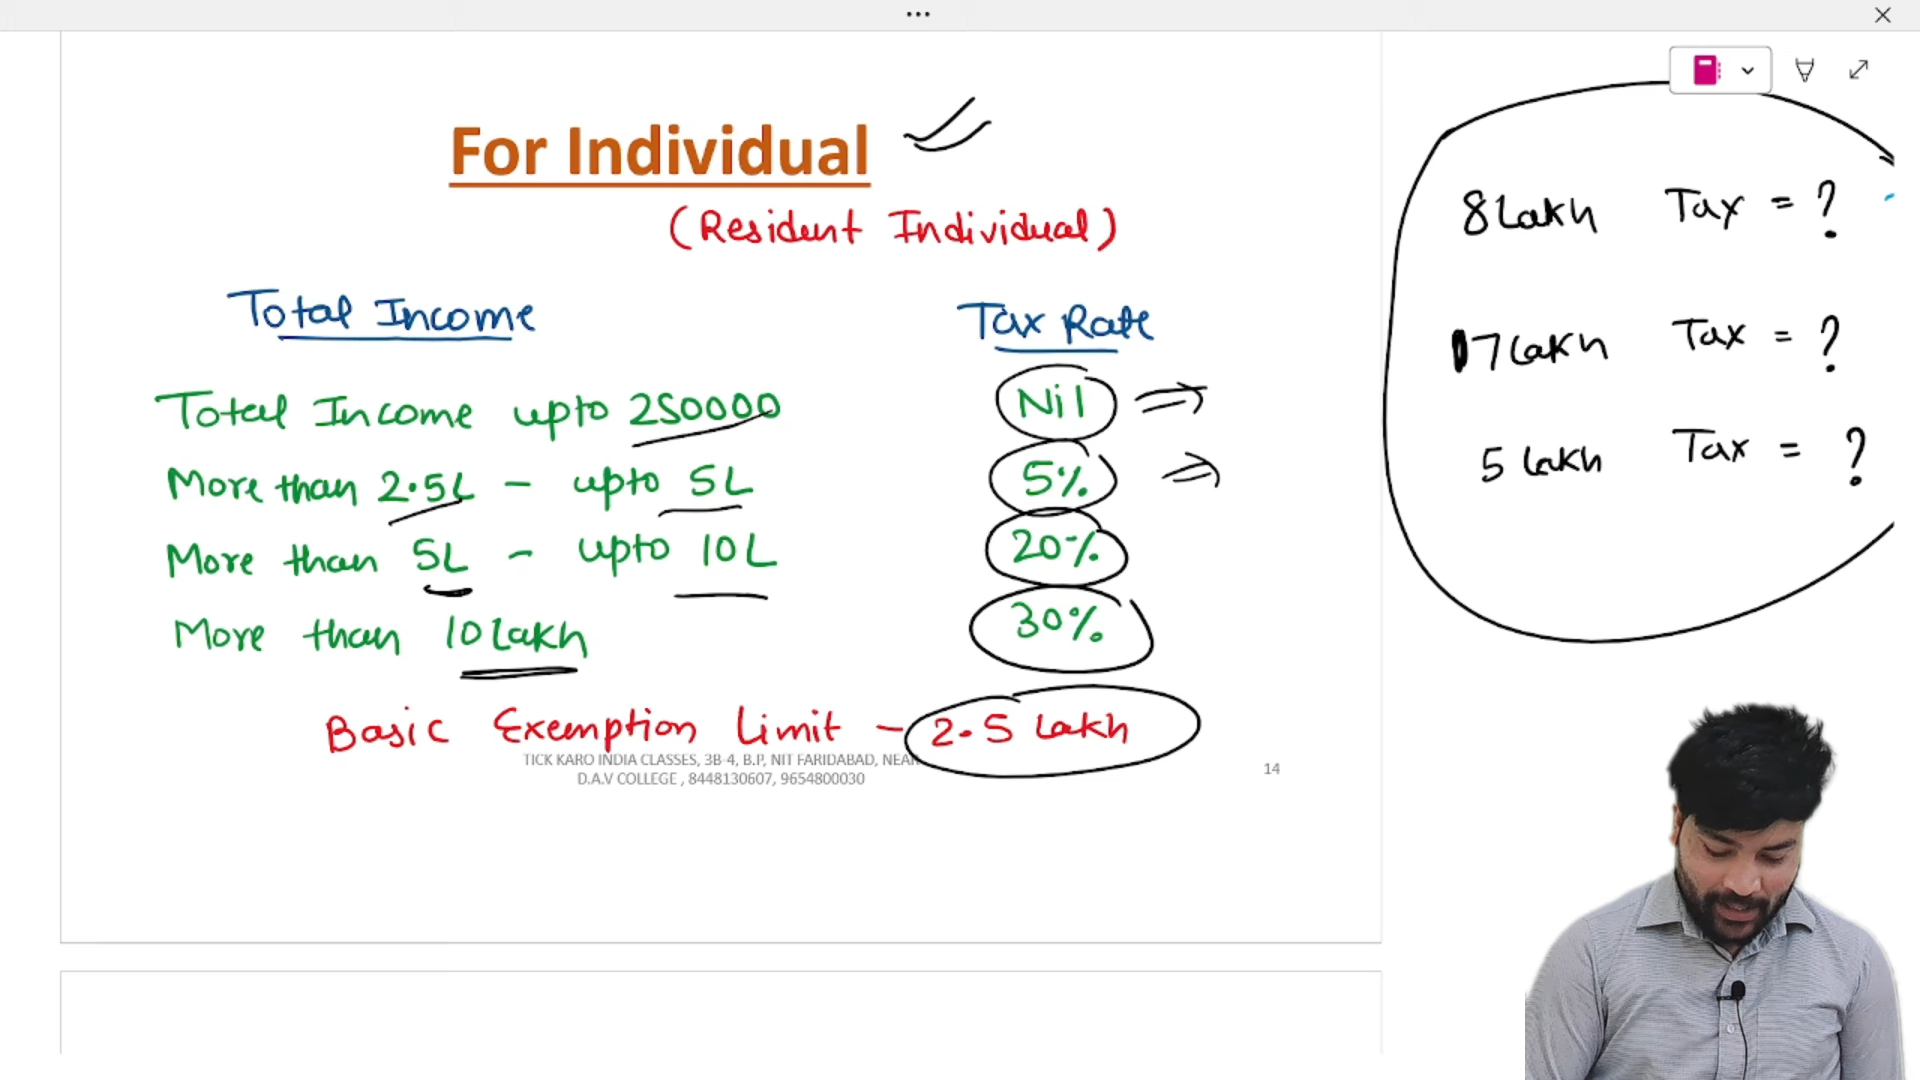 For Individual
(Resident Individual)
Total Income Tax Rate
Total Income upto 250000 Nil
More than 2.5L - upto 5L 5%
More than 5L - upto 10L 20%
More than 10 Lakh 30%
Basic Exemption Limit - 2.5 Lakh
TICK KARO INDIA CLASSES, 3B-4, B.P, NIT FARIDABAD, NEAR
D.A.V COLLEGE , 8448130607, 9654800030
14
8 Lakh Tax = ?
17 Lakh Tax = ?
5 Lakh Tax = ?